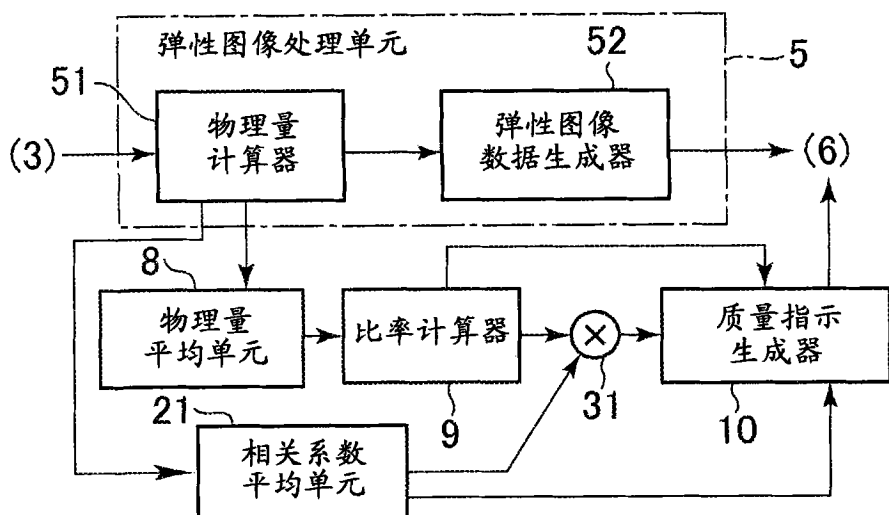 弹性图像处理单元
5
51
52
(3)
物理量
计算器
弹性图像
数据生成器
(6)
8
物理量
平均单元
比率计算器
9
×
31
质量指示
生成器
10
21
相关系数
平均单元